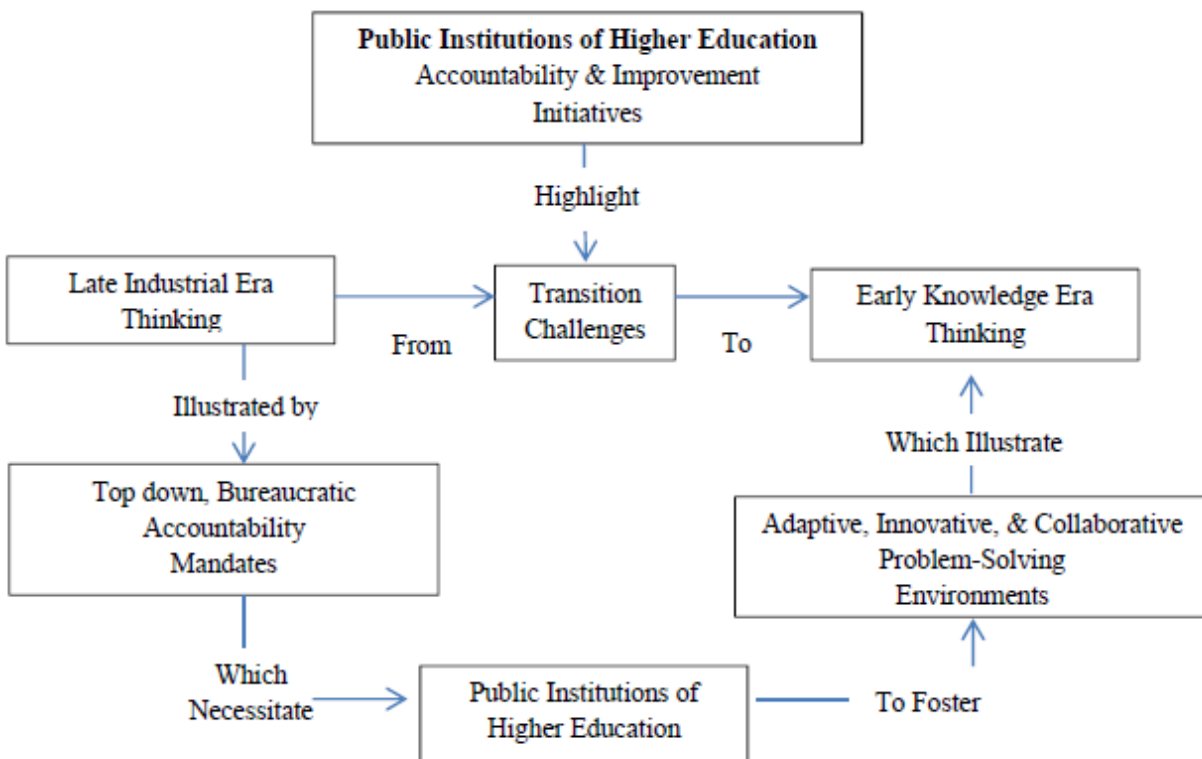 Public Institutions of Higher Education
Accountability & Improvement
Initiatives
Highlight
Late Industrial Era
Thinking
Transition
Challenges
Early Knowledge Era
Thinking
From
To
Illustrated by
Which Illustrate
Top down, Bureaucratic
Accountability
Mandates
Adaptive, Innovative, & Collaborative
Problem-Solving
Environments
Which
Necessitate
Public Institutions of
Higher Education
To Foster